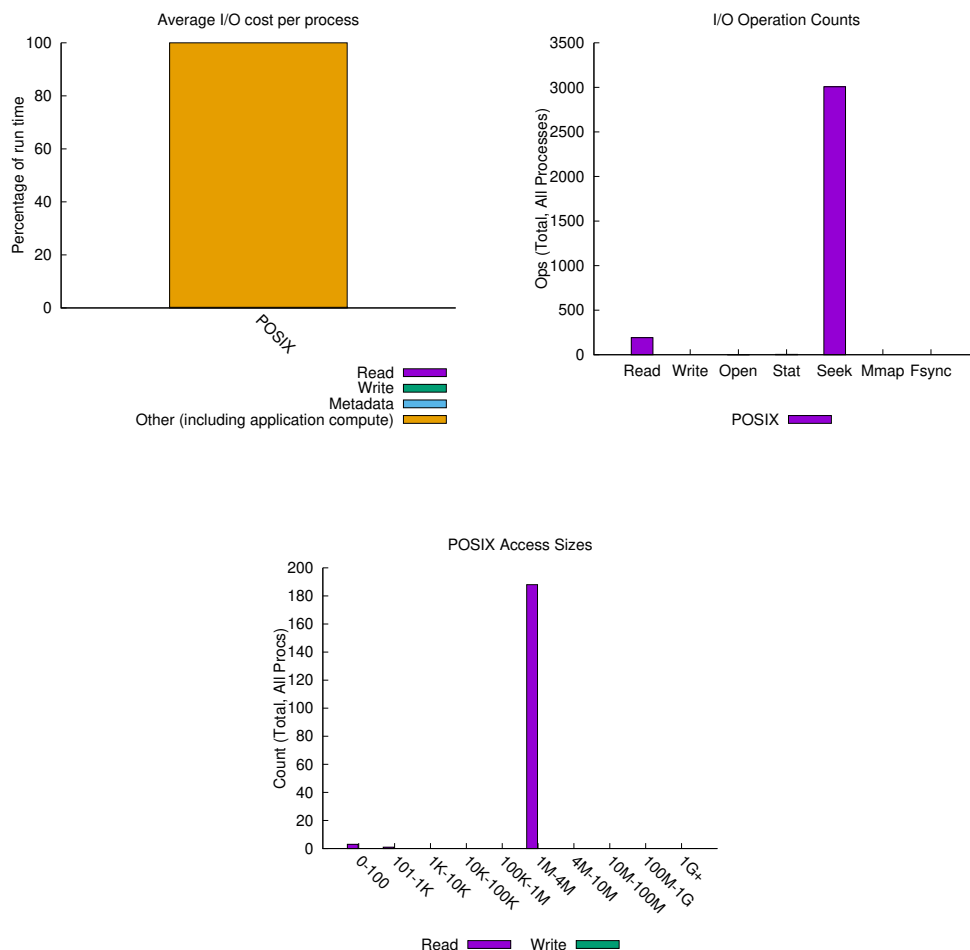 Average I/O cost per process
100
80
60
40
20
0
Percentage of run time
POSIX
Read
Write
Metadata
Other (including application compute)
I/O Operation Counts
3500
3000
2500
2000
1500
1000
500
0
Ops (Total, All Processes)
Read Write Open Stat Seek Mmap Fsync
POSIX
POSIX Access Sizes
200
180
160
140
120
100
80
60
40
20
0
Count (Total, All Procs)
0-100
101-1K
1K-10K
10K-100K
100K-1M
1M-4M
4M-10M
10M-100M
100M-1G
1G+
Read Write